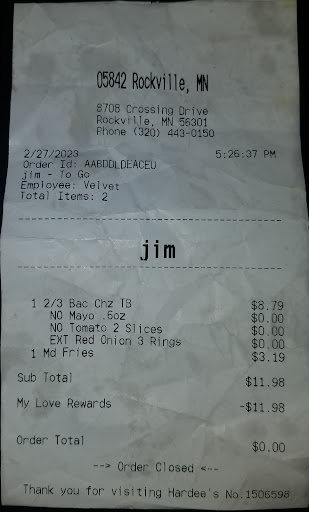 05842 Rockville, MN
8708 Crossing Drive
Rockville, MN 56301
Phone (320) 443-0150
2/27/2023 5:26:37 PM
Order Id: AABDDLDEACEU
jim - To Go
Employee: Velvet
Total Items: 2
jim
1 2/3 Bac Chz TB $8.79
NO Mayo .5oz $0.00
NO Tomato 2 Slices $0.00
EXT Red Onion 3 Rings $0.00
1 Md Fries $3.19
Sub Total $11.98
My Love Rewards -$11.98
Order Total $0.00
--> Order Closed <--
Thank you for visiting Hardee's No.1506598